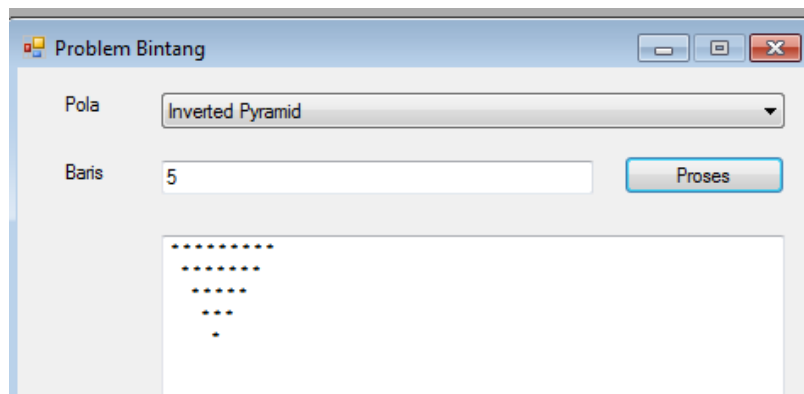 Problem Bintang
Pola
Inverted Pyramid
Baris
5
Proses
*********
*******
*****
***
*